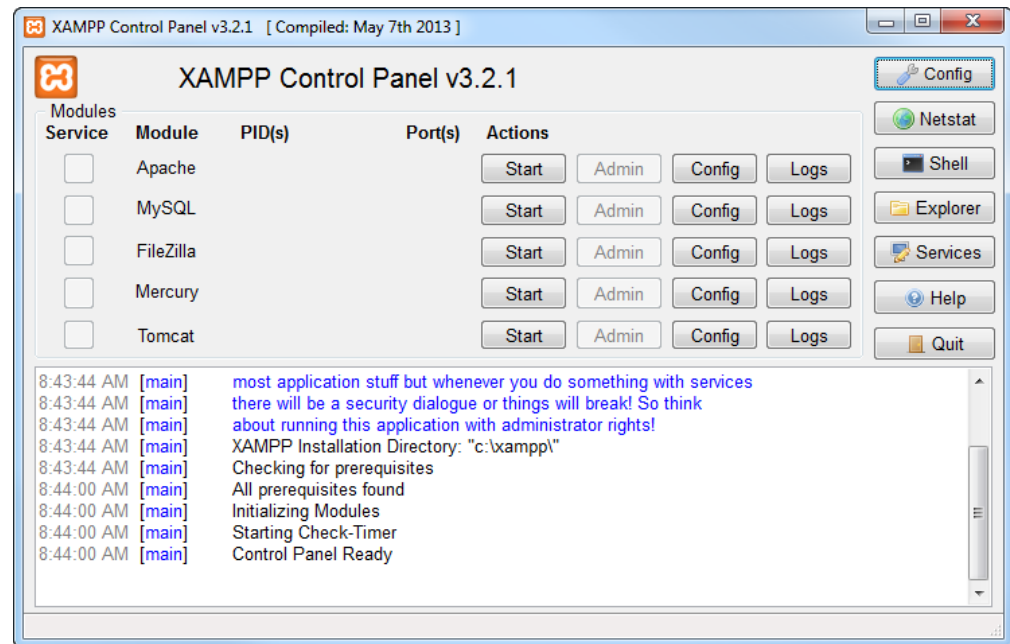 XAMPP Control Panel v3.2.1 [ Compiled: May 7th 2013 ]
XAMPP Control Panel v3.2.1
Config
Netstat
Shell
Explorer
Services
Help
Quit
Modules
Service Module PID(s) Port(s) Actions
Apache Start Admin Config Logs
MySQL Start Admin Config Logs
FileZilla Start Admin Config Logs
Mercury Start Admin Config Logs
Tomcat Start Admin Config Logs
8:43:44 AM [main] most application stuff but whenever you do something with services
8:43:44 AM [main] there will be a security dialogue or things will break! So think
8:43:44 AM [main] about running this application with administrator rights!
8:43:44 AM [main] XAMPP Installation Directory: "c:\xampp\"
8:43:44 AM [main] Checking for prerequisites
8:44:00 AM [main] All prerequisites found
8:44:00 AM [main] Initializing Modules
8:44:00 AM [main] Starting Check-Timer
8:44:00 AM [main] Control Panel Ready